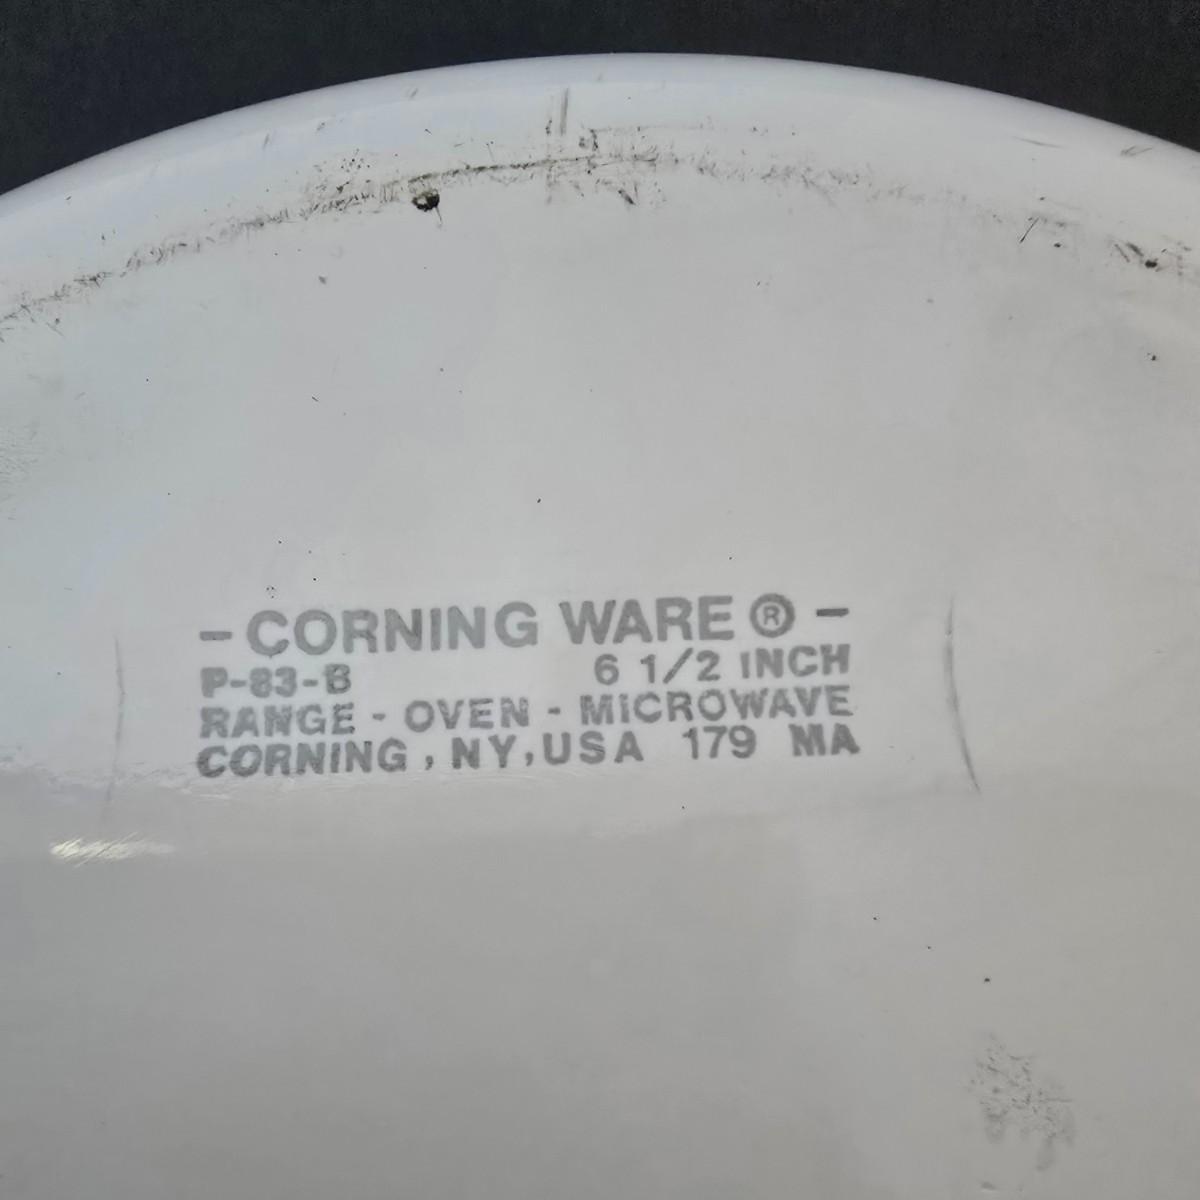 - CORNING WARE ® -
P-83-B 6 1/2 INCH
RANGE - OVEN - MICROWAVE
CORNING, NY, USA 179 MA